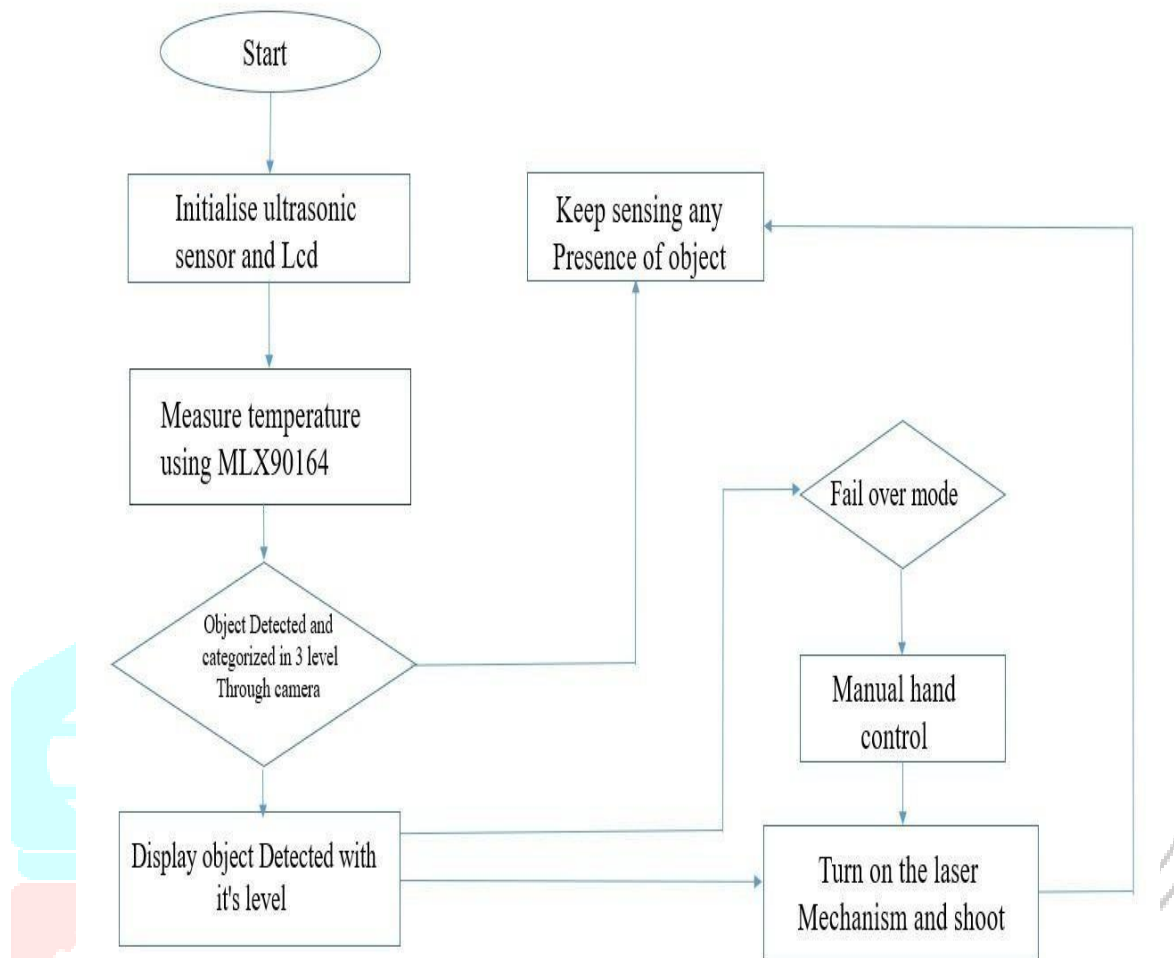 Start
Initialise ultrasonic
sensor and Lcd
Keep sensing any
Presence of object
Measure temperature
using MLX90164
Fail over mode
Object Detected and
categorized in 3 level
Through camera
Manual hand
control
Display object Detected with
it's level
Turn on the laser
Mechanism and shoot